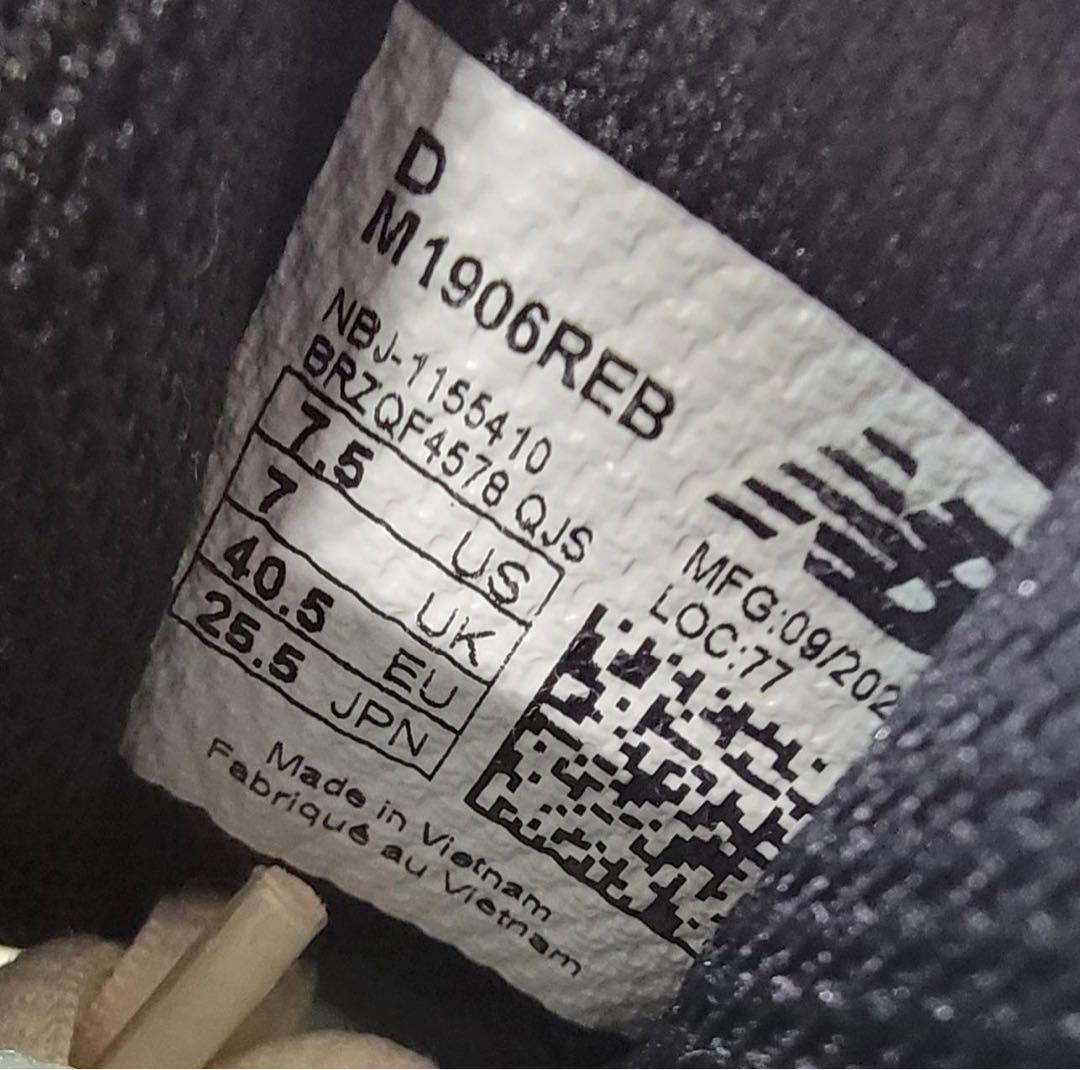 D
M1906REB
NBJ-1155410
BRZQF4578 QJS
7.5 US
7 UK
40.5 EU
25.5 JPN
MFG:09/202
LOC:77
Made in Vietnam
Fabriqué au Vietnam